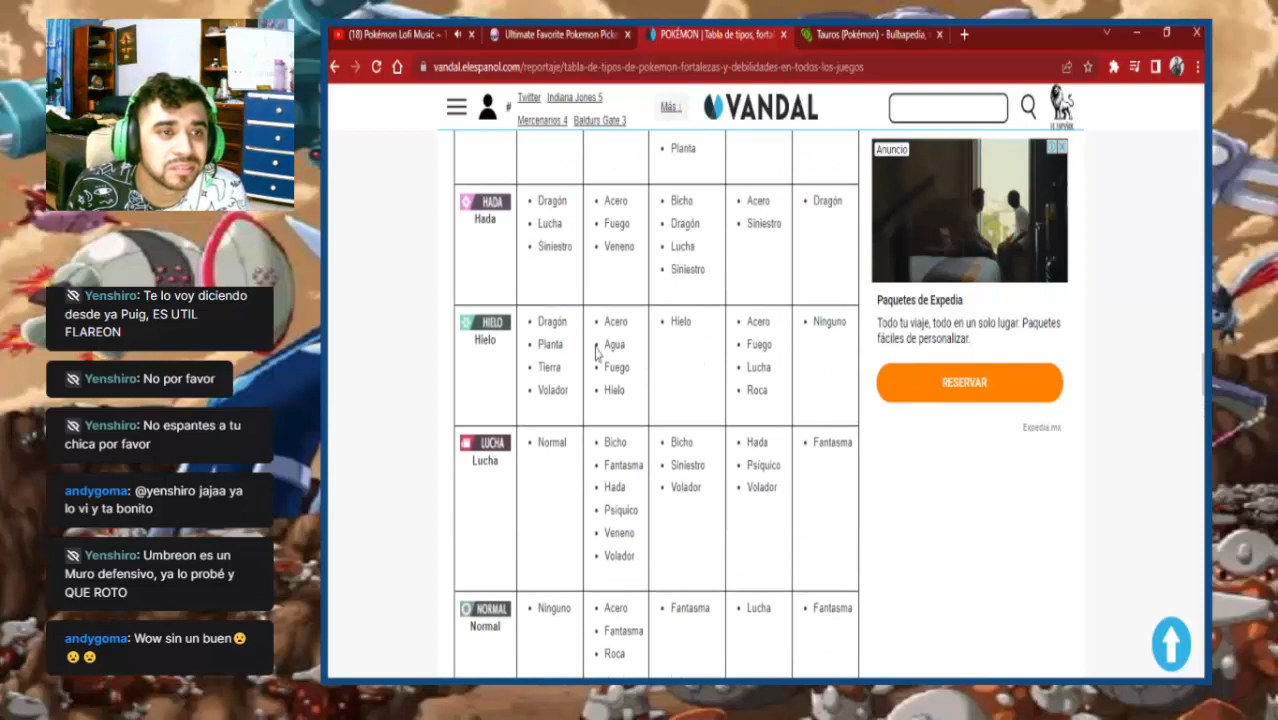 (18) Pokémon Lofi Music ~ 1
Ultimate Favorite Pokemon Picke
POKÉMON | Tabla de tipos, fortal
Tauros (Pokémon) - Bulbapedia,
vandal.elespanol.com/reportaje/tabla-de-tipos-de-pokemon-fortalezas-y-debilidades-en-todos-los-juegos
# Twitter Indiana Jones 5
Mercenarios 4 Baldurs Gate 3
Más ↓
VANDAL
EL ESPAÑOL
Planta
HADA
Hada
Dragón
Lucha
Siniestro
Acero
Fuego
Veneno
Bicho
Dragón
Lucha
Siniestro
Acero
Siniestro
Dragón
HIELO
Hielo
Dragón
Planta
Tierra
Volador
Acero
Agua
Fuego
Hielo
Hielo
Acero
Fuego
Lucha
Roca
Ninguno
LUCHA
Lucha
Normal
Bicho
Fantasma
Hada
Psíquico
Veneno
Volador
Bicho
Siniestro
Volador
Hada
Psíquico
Volador
Fantasma
NORMAL
Normal
Ninguno
Acero
Fantasma
Roca
Fantasma
Lucha
Fantasma
Anuncio
Paquetes de Expedia
Todo tu viaje, todo en un solo lugar. Paquetes
fáciles de personalizar.
RESERVAR
Expedia.mx
Yenshiro: Te lo voy diciendo
desde ya Puig, ES UTIL
FLAREON
Yenshiro: No por favor
Yenshiro: No espantes a tu
chica por favor
andygoma: @yenshiro jajaa ya
lo vi y ta bonito
Yenshiro: Umbreon es un
Muro defensivo, ya lo probé y
QUE ROTO
andygoma: Wow sin un buen😧
😧😧